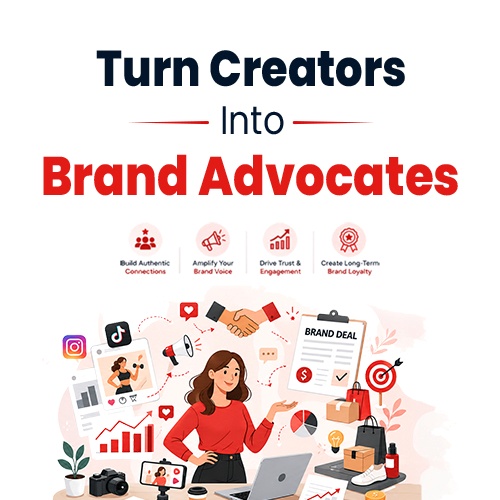 Turn Creators
Into
Brand Advocates
Build Authentic
Connections
Amplify Your
Brand Voice
Drive Trust &
Engagement
Create Long-Term
Brand Loyalty
BRAND DEAL
$